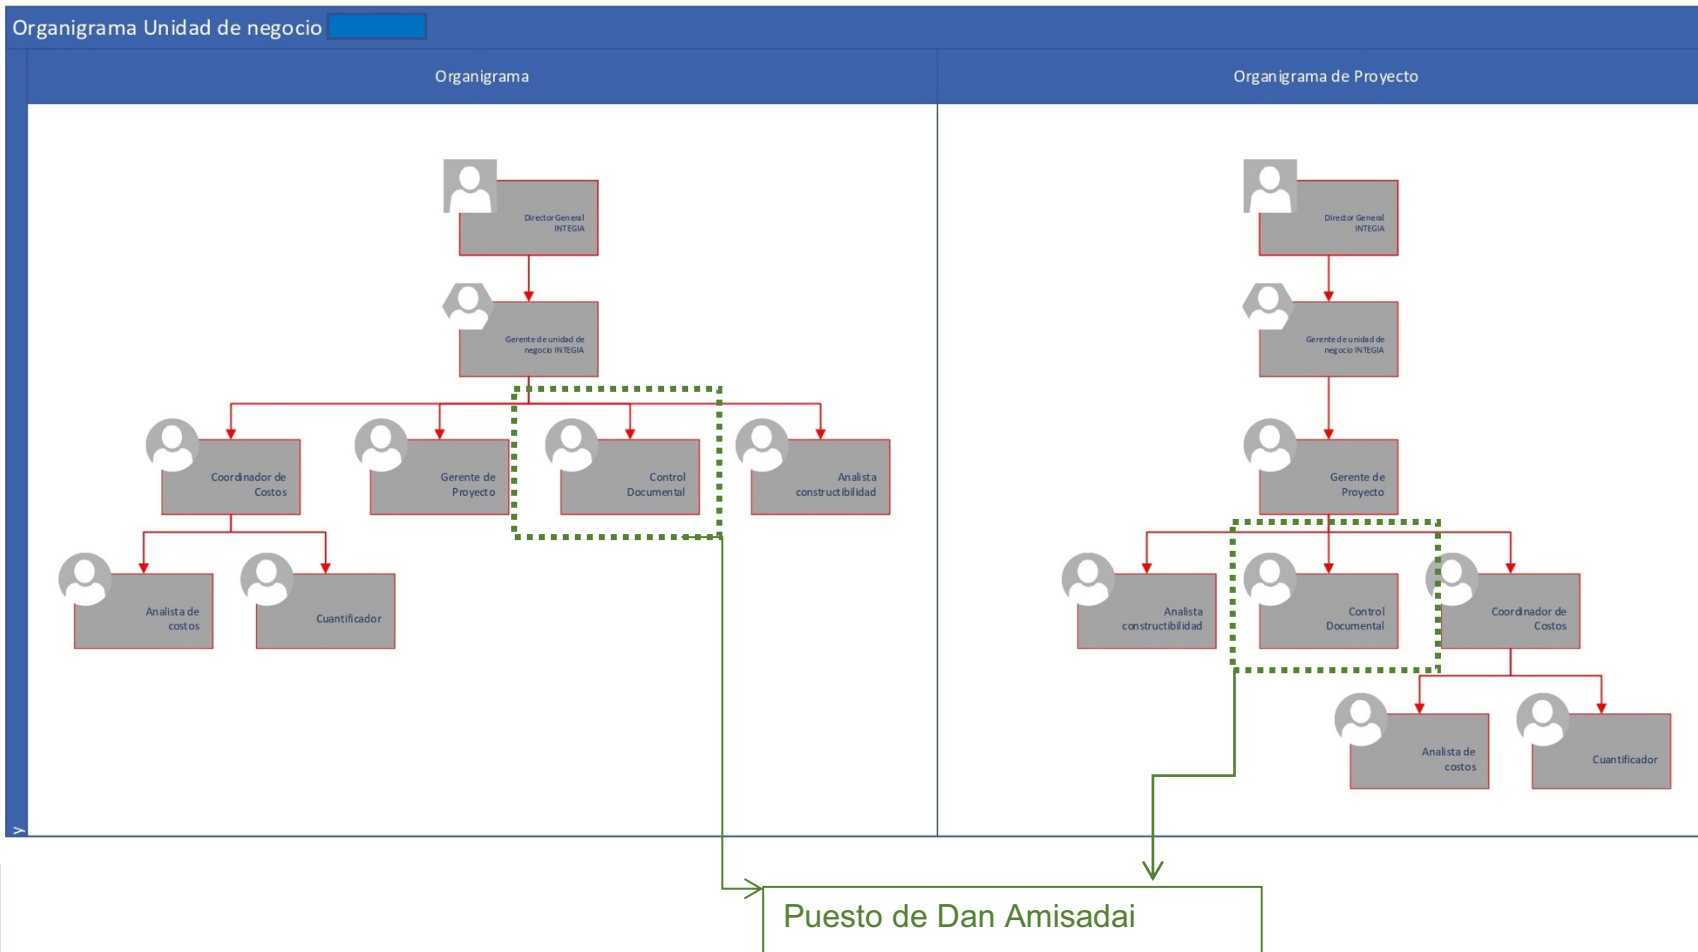 Organigrama Unidad de negocio
Organigrama
Organigrama de Proyecto
Director General
INTEGIA
Gerente de unidad de
negocio INTEGIA
Coordinador de
Costos
Gerente de
Proyecto
Control
Documental
Analista
constructibilidad
Analista de
costos
Cuantificador
Director General
INTEGIA
Gerente de unidad de
negocio INTEGIA
Gerente de
Proyecto
Analista
constructibilidad
Control
Documental
Coordinador de
Costos
Analista de
costos
Cuantificador
y
Puesto de Dan Amisadai